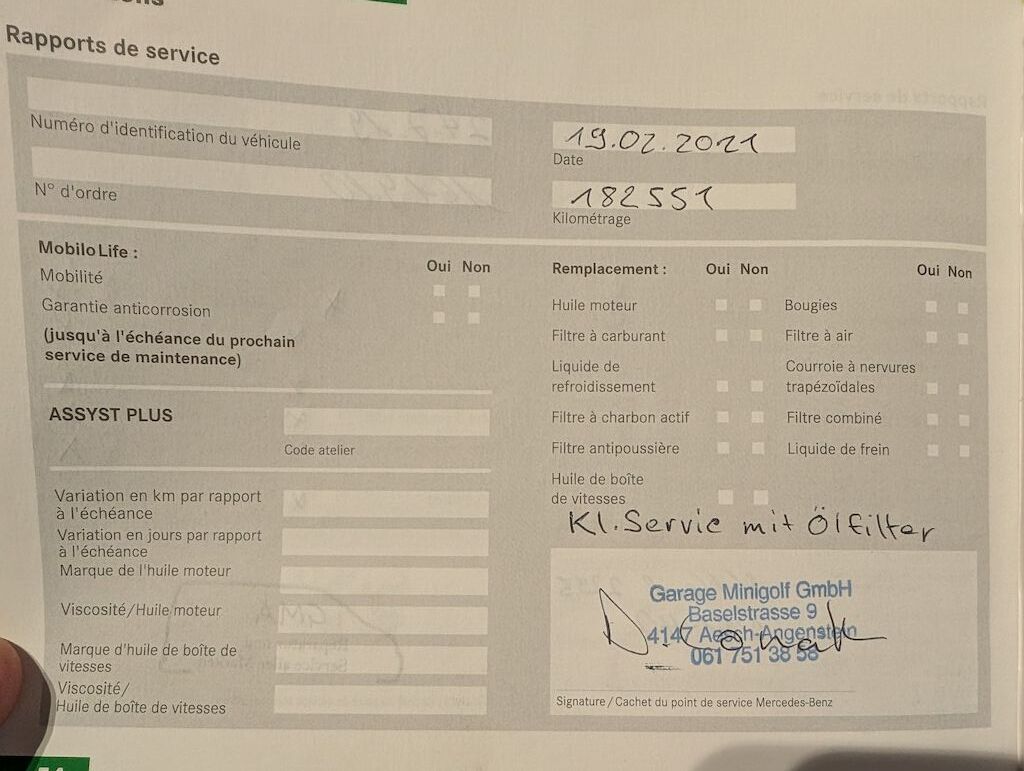 Rapports de service
Numéro d'identification du véhicule
N° d'ordre
19.02.2021
Date
182551
Kilométrage
MobiloLife :
Oui Non
Mobilité
Garantie anticorrosion
(jusqu'à l'échéance du prochain
service de maintenance)
ASSYST PLUS
Code atelier
Variation en km par rapport
à l'échéance
Variation en jours par rapport
à l'échéance
Marque de l'huile moteur
Viscosité/Huile moteur
Marque d'huile de boîte de
vitesses
Viscosité/
Huile de boîte de vitesses
Remplacement : Oui Non
Oui Non
Huile moteur
Bougies
Filtre à carburant
Filtre à air
Liquide de
refroidissement
Courroie à nervures
trapézoïdales
Filtre à charbon actif
Filtre combiné
Filtre antipoussière
Liquide de frein
Huile de boîte
de vitesses
Kl. Servic mit Ölfilter
Garage Minigolf GmbH
Baselstrasse 9
4147 Aesch-Angenstein
061 751 38 58
Signature / Cachet du point de service Mercedes-Benz